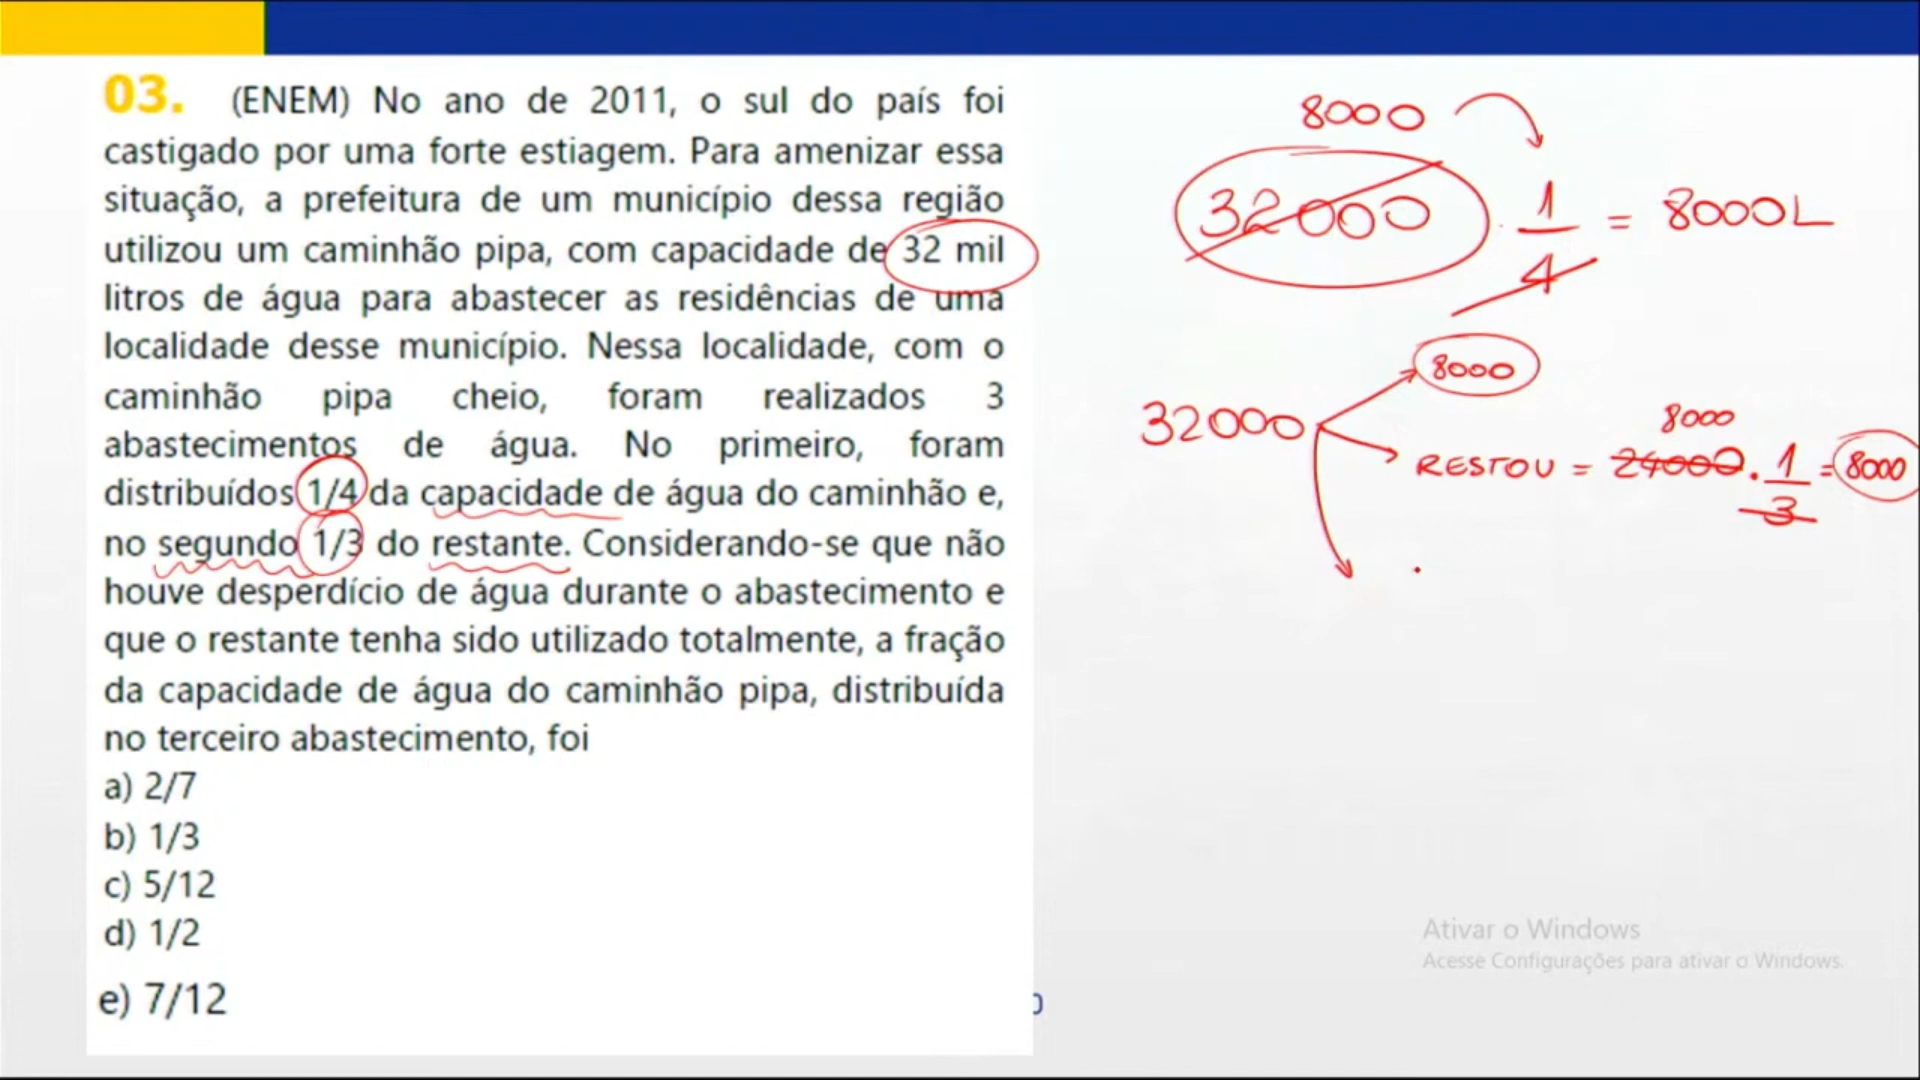 03. (ENEM) No ano de 2011, o sul do país foi
castigado por uma forte estiagem. Para amenizar essa
situação, a prefeitura de um município dessa região
utilizou um caminhão pipa, com capacidade de 32 mil
litros de água para abastecer as residências de uma
localidade desse município. Nessa localidade, com o
caminhão pipa cheio, foram realizados 3
abastecimentos de água. No primeiro, foram
distribuídos 1/4 da capacidade de água do caminhão e,
no segundo 1/3 do restante. Considerando-se que não
houve desperdício de água durante o abastecimento e
que o restante tenha sido utilizado totalmente, a fração
da capacidade de água do caminhão pipa, distribuída
no terceiro abastecimento, foi
a) 2/7
b) 1/3
c) 5/12
d) 1/2
e) 7/12
8000
32000 . 1/4 = 8000L
8000
32000
8000
RESTOU = 24000 . 1/3 = 8000
Ativar o Windows
Acesse Configurações para ativar o Windows.